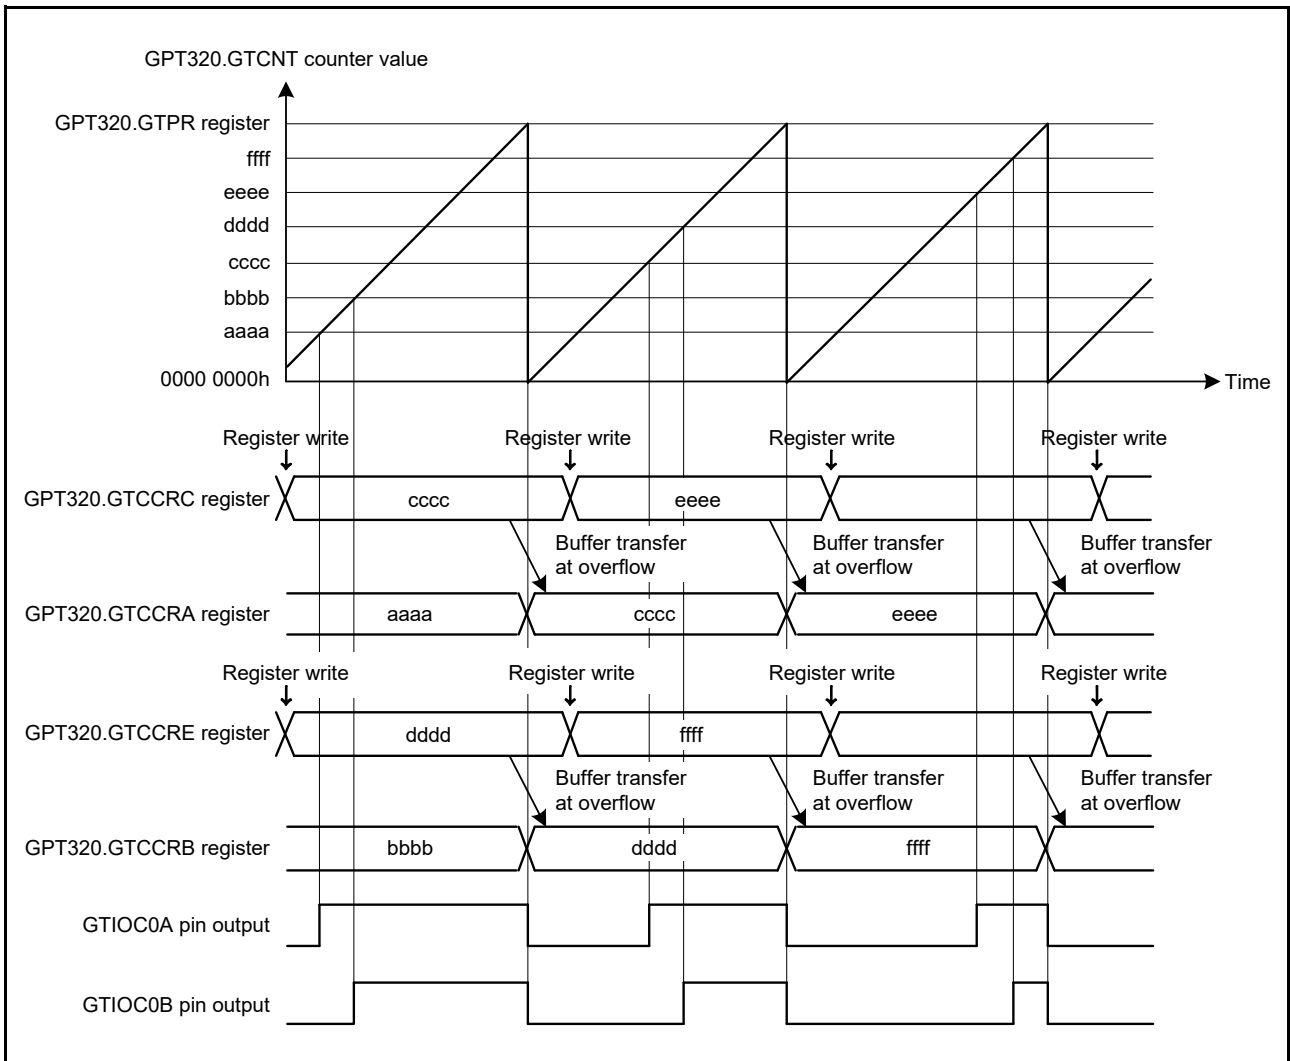 GPT320.GTCNT counter value
GPT320.GTPR register
ffff
eeee
dddd
cccc
bbbb
aaaa
0000 0000h
Time
Register write Register write Register write Register write
GPT320.GTCCRC register cccc eeee
Buffer transfer Buffer transfer Buffer transfer
at overflow at overflow at overflow
GPT320.GTCCRA register aaaa cccc eeee
Register write Register write Register write Register write
GPT320.GTCCRE register dddd ffff
Buffer transfer Buffer transfer Buffer transfer
at overflow at overflow at overflow
GPT320.GTCCRB register bbbb dddd ffff
GTIOC0A pin output
GTIOC0B pin output